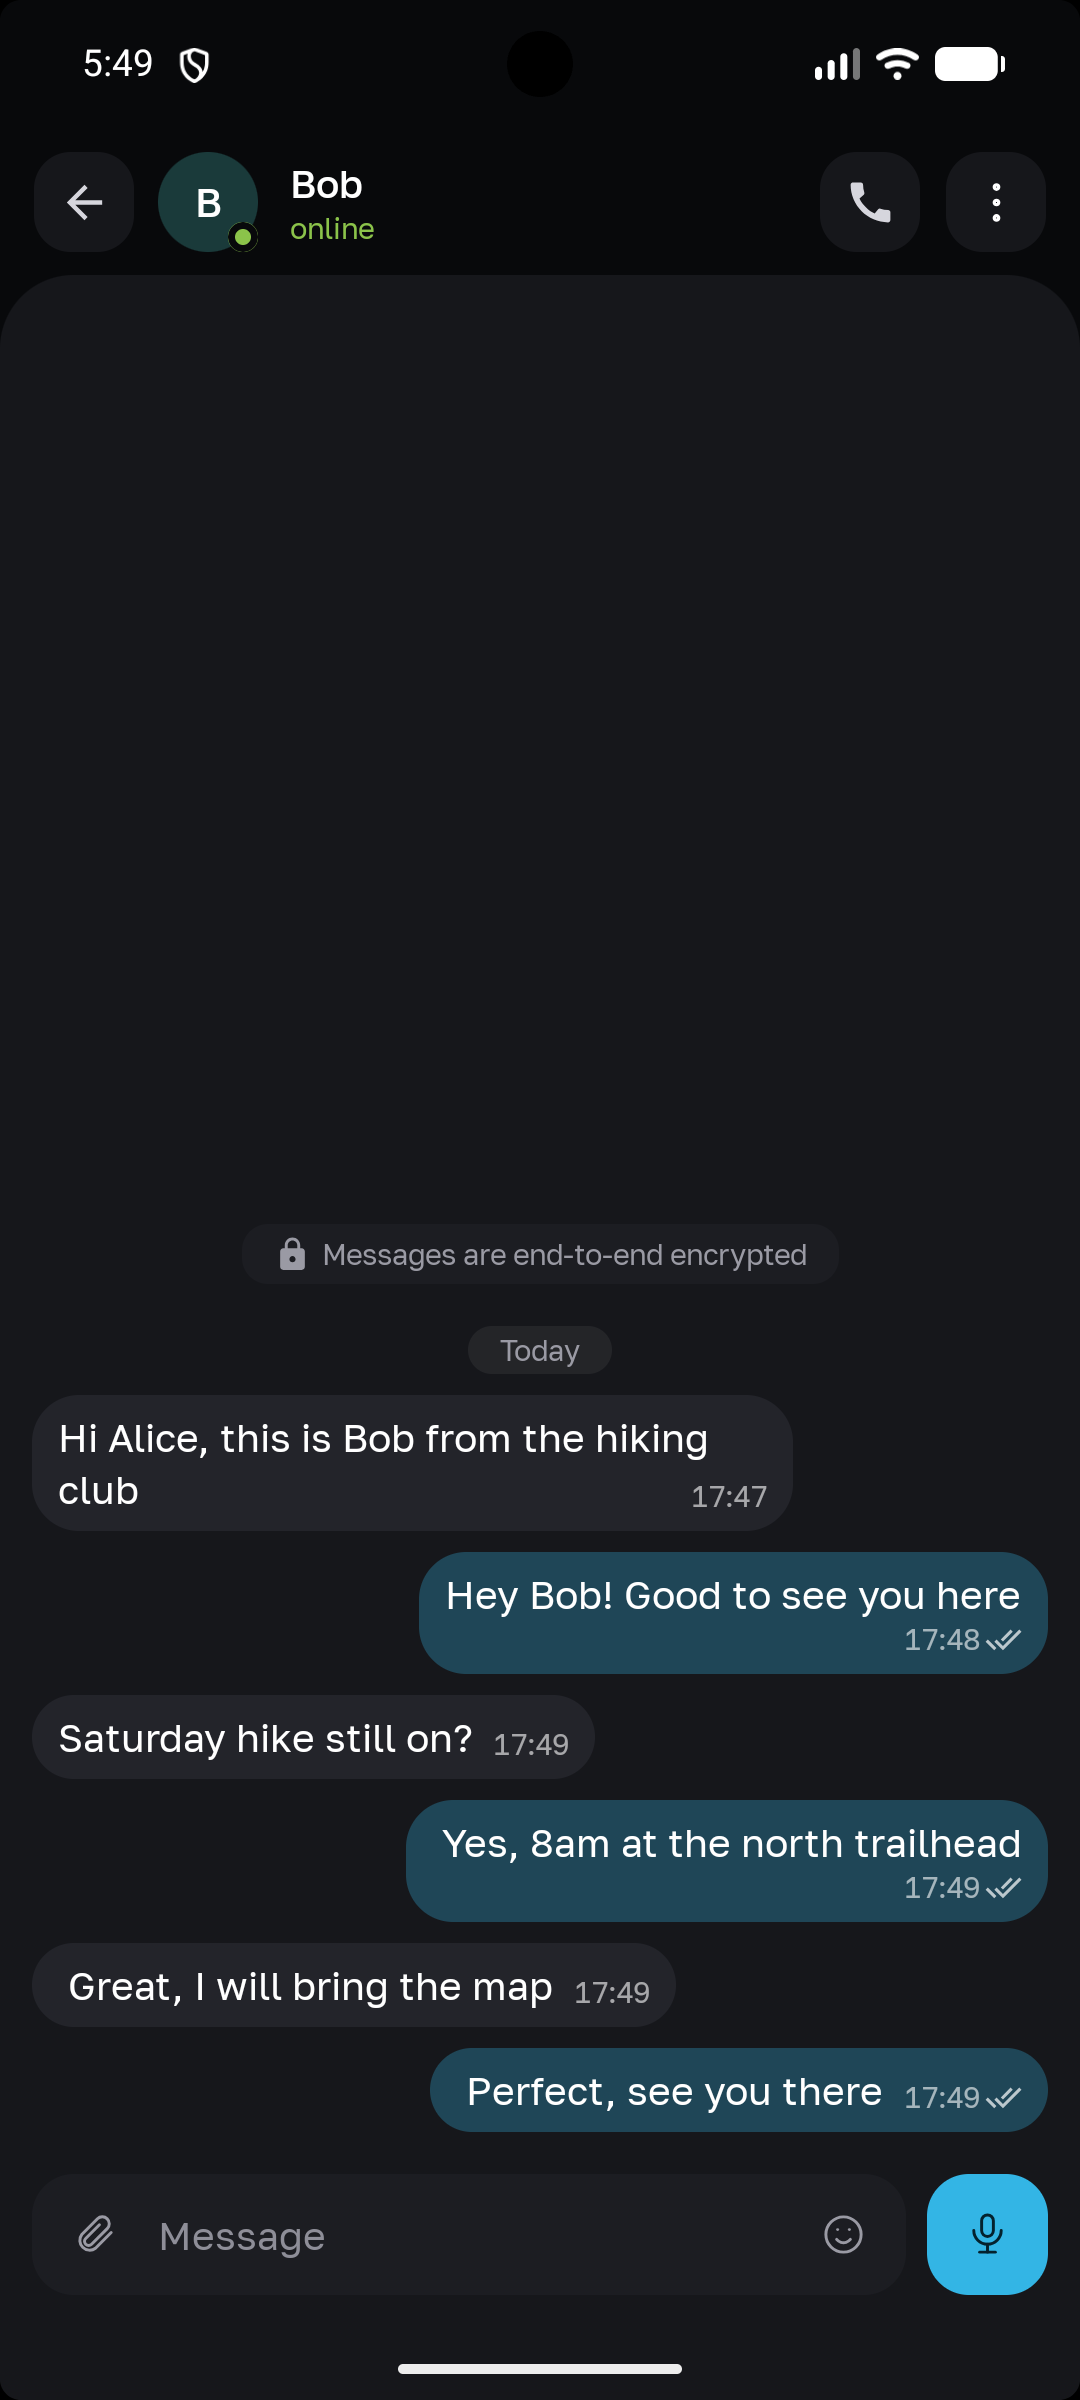 5:49
B
Bob
online
Messages are end-to-end encrypted
Today
Hi Alice, this is Bob from the hiking
club
17:47
Hey Bob! Good to see you here
17:48
Saturday hike still on? 17:49
Yes, 8am at the north trailhead
17:49
Great, I will bring the map 17:49
Perfect, see you there 17:49
Message